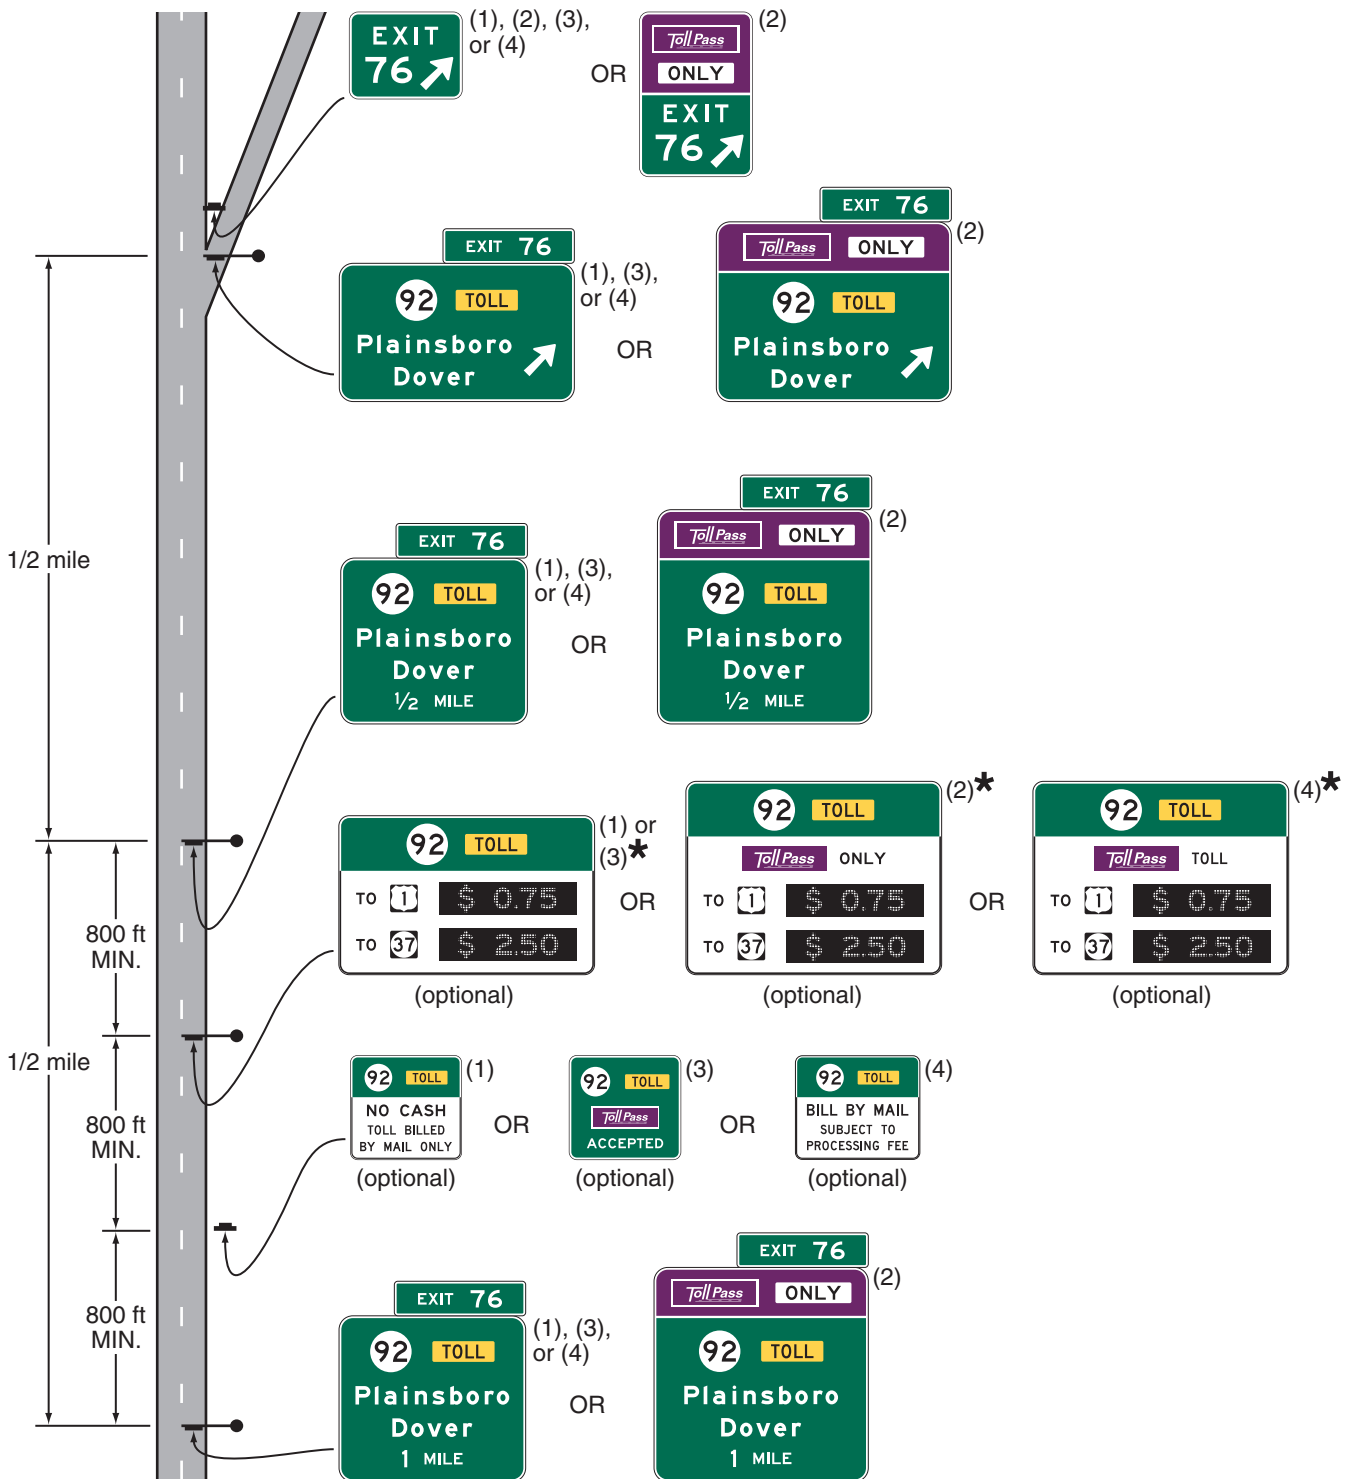 EXIT
76
(1), (2), (3),
or (4)
OR
Toll Pass
ONLY
EXIT
76
(2)
EXIT 76
92 TOLL
Plainsboro
Dover
(1), (3),
or (4)
OR
EXIT 76
Toll Pass ONLY
92 TOLL
Plainsboro
Dover
(2)
1/2 mile
EXIT 76
92 TOLL
Plainsboro
Dover
1/2 MILE
(1), (3),
or (4)
OR
EXIT 76
Toll Pass ONLY
92 TOLL
Plainsboro
Dover
1/2 MILE
(2)
92 TOLL
TO 1 $ 0.75
TO 37 $ 2.50
(1) or
(3)*
(optional)
OR
92 TOLL
Toll Pass ONLY
TO 1 $ 0.75
TO 37 $ 2.50
(2)*
(optional)
OR
92 TOLL
Toll Pass TOLL
TO 1 $ 0.75
TO 37 $ 2.50
(4)*
(optional)
800 ft
MIN.
1/2 mile
800 ft
MIN.
800 ft
MIN.
92 TOLL
NO CASH
TOLL BILLED
BY MAIL ONLY
(1)
(optional)
OR
92 TOLL
Toll Pass
ACCEPTED
(3)
(optional)
OR
92 TOLL
BILL BY MAIL
SUBJECT TO
PROCESSING FEE
(4)
(optional)
EXIT 76
92 TOLL
Plainsboro
Dover
1 MILE
(1), (3),
or (4)
OR
EXIT 76
Toll Pass ONLY
92 TOLL
Plainsboro
Dover
1 MILE
(2)